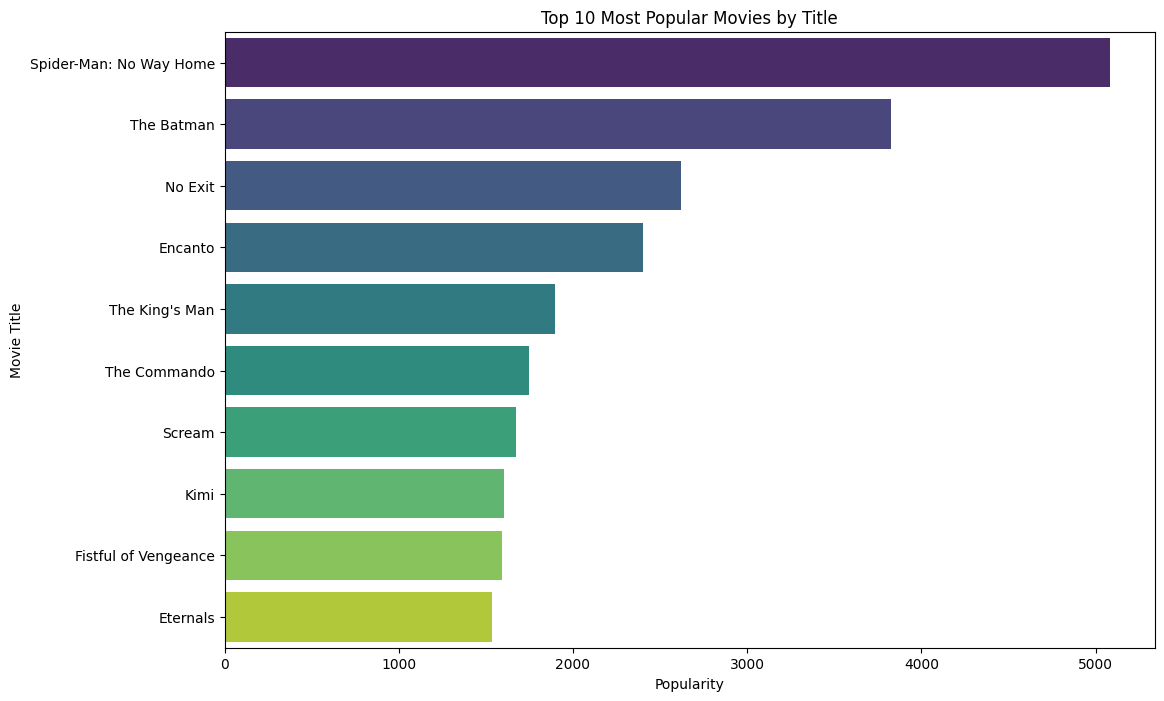 Top 10 Most Popular Movies by Title
Movie Title
Spider-Man: No Way Home
The Batman
No Exit
Encanto
The King's Man
The Commando
Scream
Kimi
Fistful of Vengeance
Eternals
0 1000 2000 3000 4000 5000
Popularity